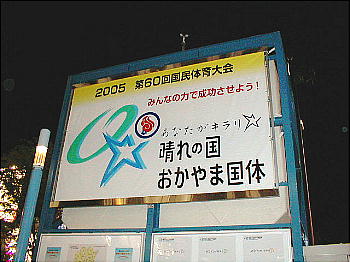 2005 第60回国民体育大会
みんなの力で成功させよう!
あなたがキラリ☆
晴れの国
おかやま国体